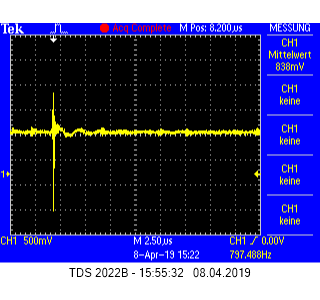 Tek Acq Complete M Pos: 8.200µs MESSUNG
CH1
Mittelwert
838mV
CH1
keine
CH1
keine
CH1
keine
CH1
keine
1
CH1 500mV M 2.50µs CH1 / 0.00V
8-Apr-19 15:22 797.488Hz
TDS 2022B - 15:55:32 08.04.2019